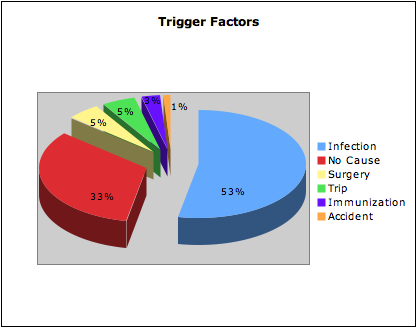 Trigger Factors
5%
5%
3%
1%
33%
53%
Infection
No Cause
Surgery
Trip
Immunization
Accident